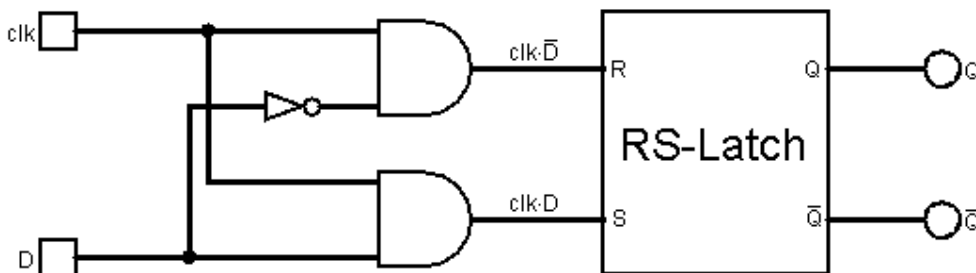 clk
clk·D̅
R
Q
Q
RS-Latch
clk·D
S
Q̅
Q̅
D